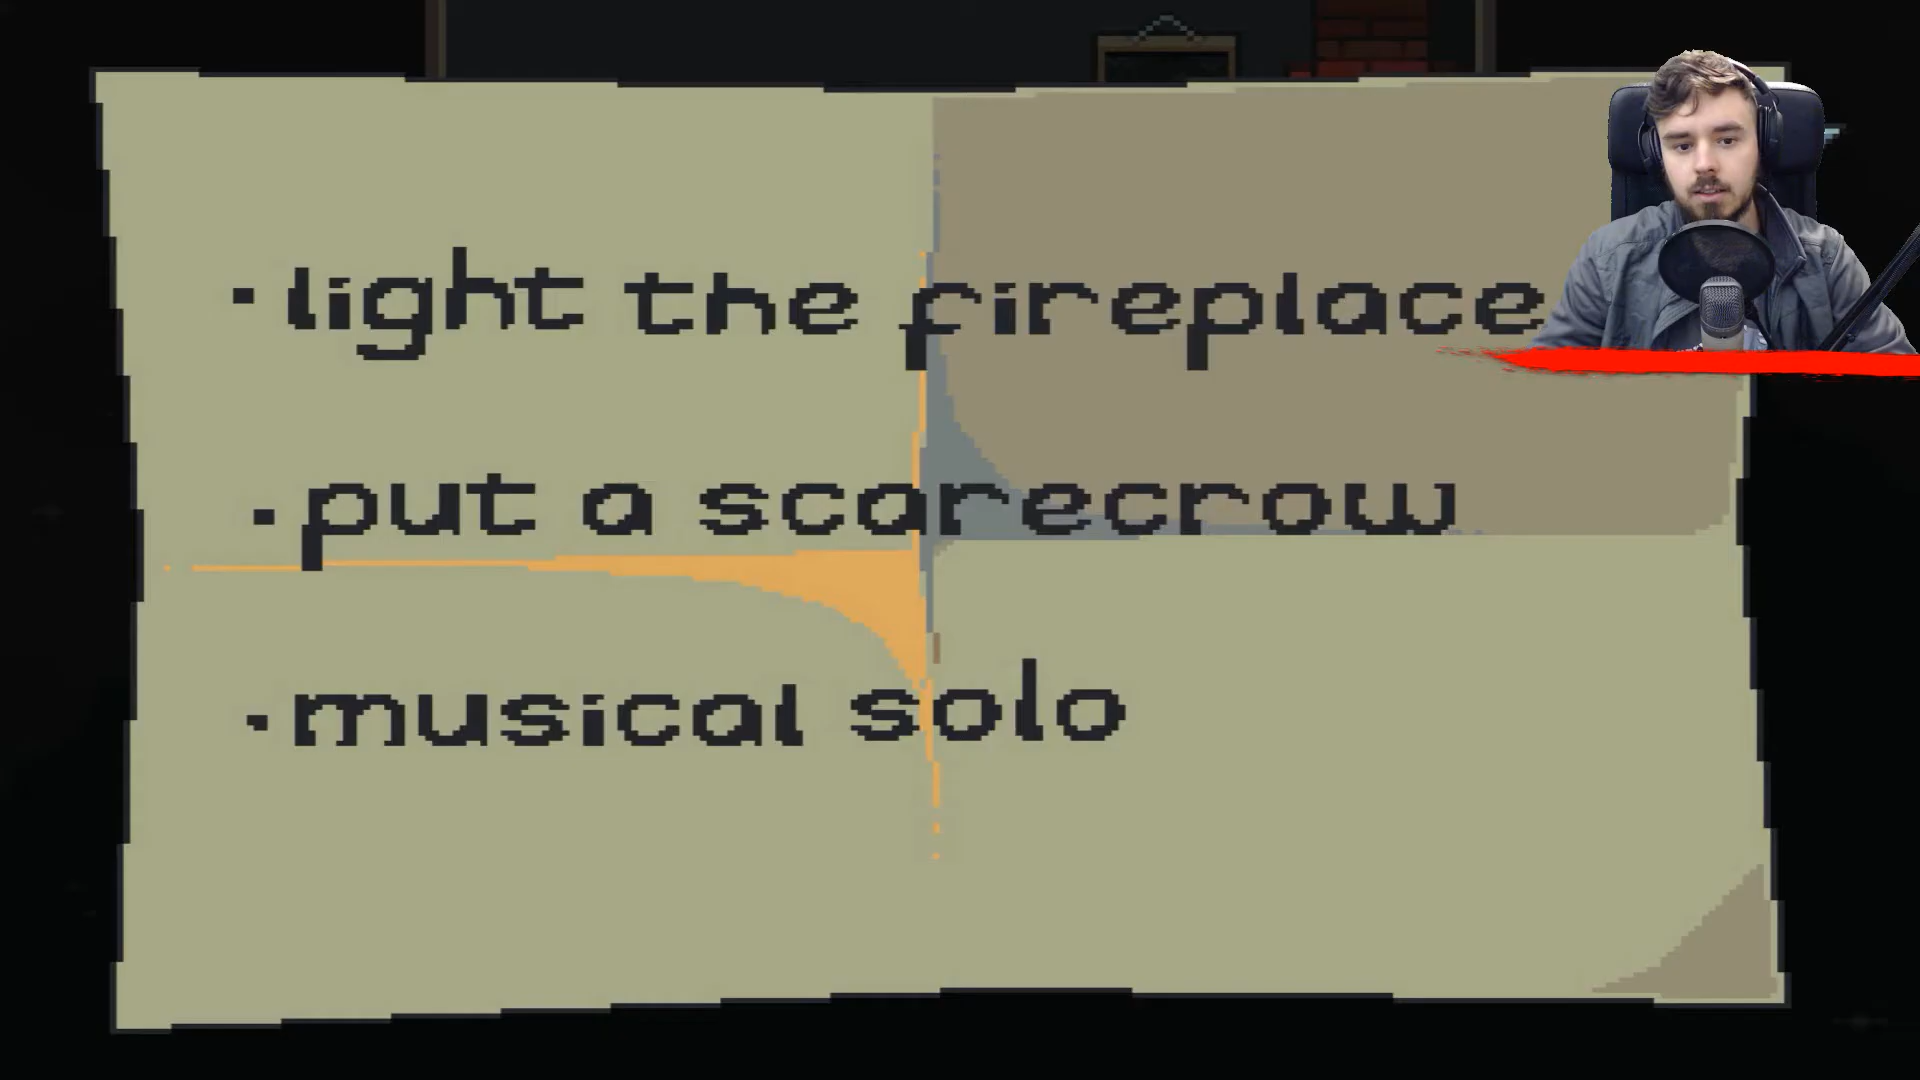 · light the fireplace
· put a scarecrow
· musical solo